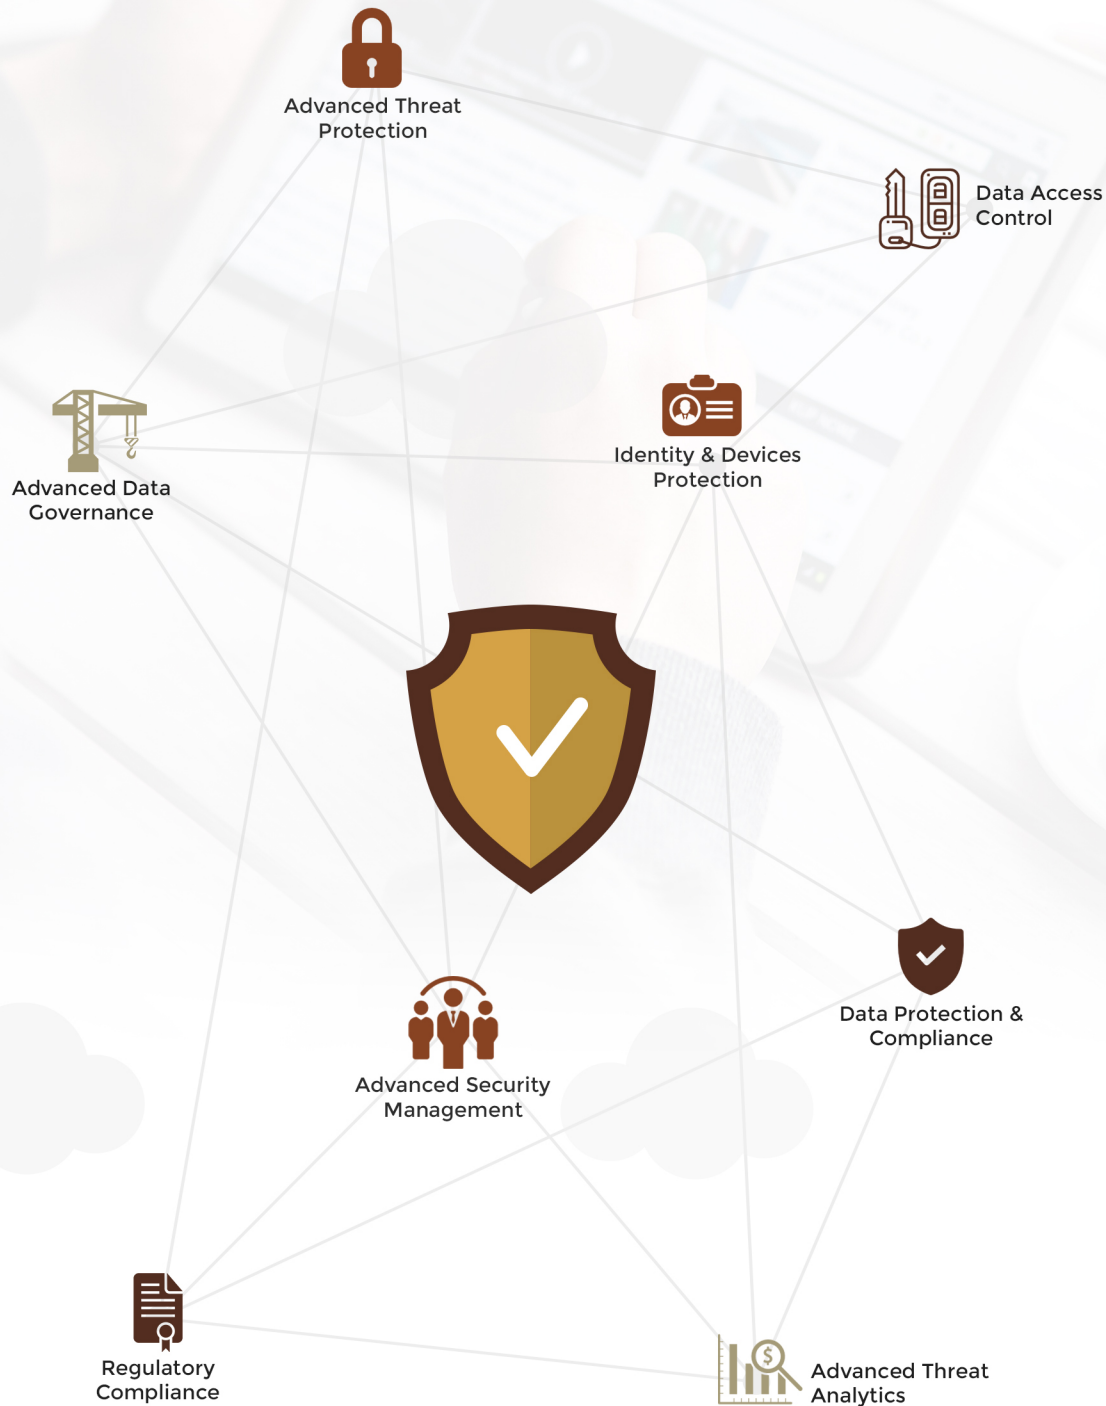 Advanced Threat
Protection
Data Access
Control
Identity & Devices
Protection
Advanced Data
Governance
Data Protection &
Compliance
Advanced Security
Management
Regulatory
Compliance
$
Advanced Threat
Analytics